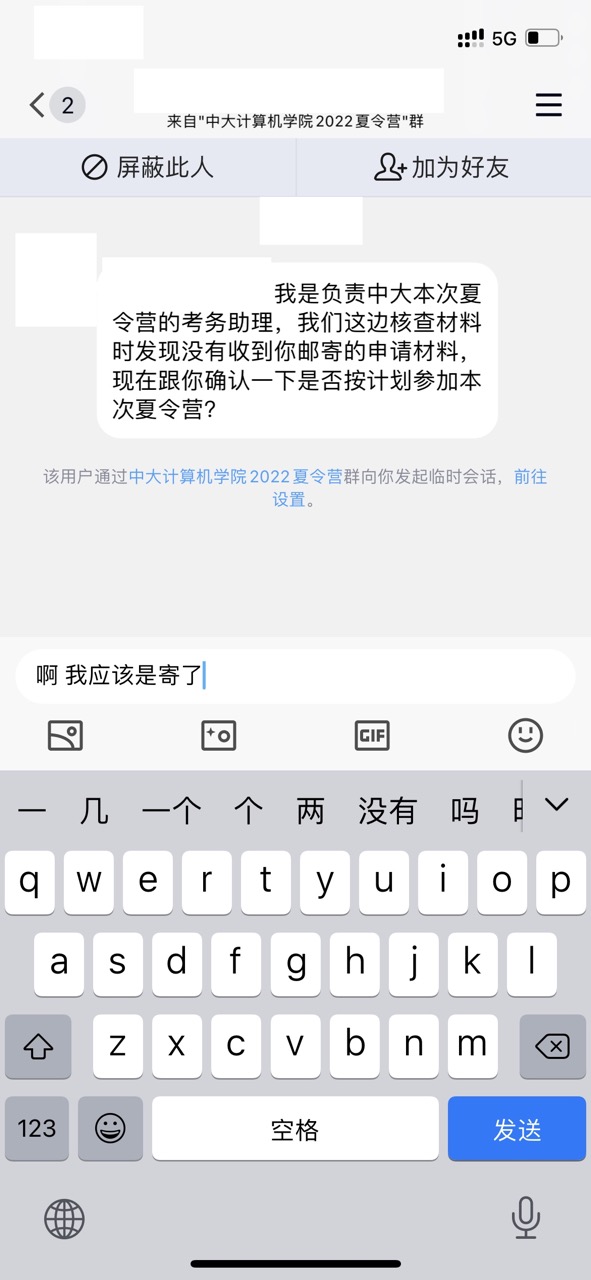 5G
2
来自"中大计算机学院2022夏令营"群
屏蔽此人
加为好友
我是负责中大本次夏
令营的考务助理，我们这边核查材料
时发现没有收到你邮寄的申请材料，
现在跟你确认一下是否按计划参加本
次夏令营？
该用户通过中大计算机学院2022夏令营群向你发起临时会话，前往
设置。
啊 我应该是寄了
GIF
一 几 一个 个 两 没有 吗
q w e r t y u i o p
a s d f g h j k l
z x c v b n m
123 空格 发送